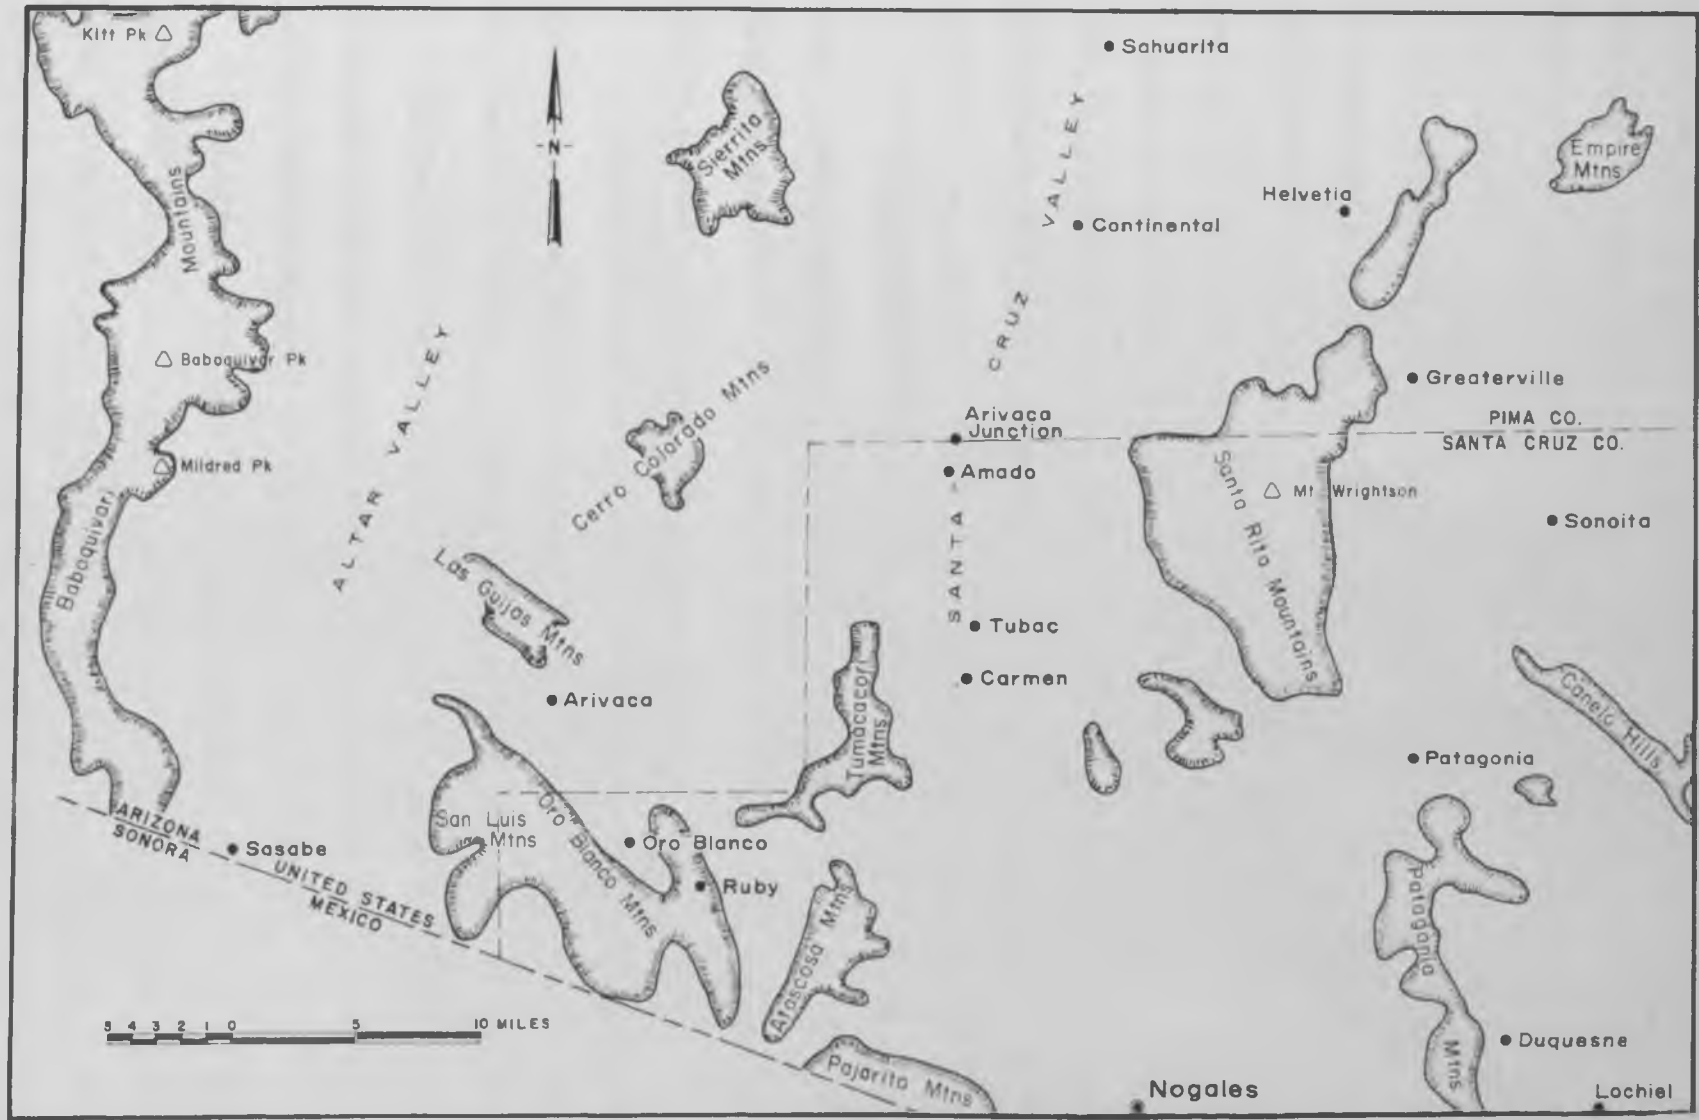 Kitt Pk
Sahuarita
Sierrita
Mtns
VALLEY
Empire
Mtns
N
Helvetia
Continental
Mountains
CRUZ
Baboquivar Pk
ALTAR VALLEY
Greaterville
Cerro Colorado Mtns
Arivaca
Junction
PIMA CO.
SANTA CRUZ CO.
Mildred Pk
Amado
Santa Rita Mountains
Mt Wrightson
Baboquivari
Sonoita
Las Guijas Mtns
SANTA
Tubac
Carmen
Arivaca
Tumacacori
Mtns
Canelo Hills
Patagonia
San Luis
Mtns
Oro Blanco Mtns
ARIZONA
SONORA
Sasabe
Oro Blanco
UNITED STATES
MEXICO
Ruby
Atascosa Mtns
Patagonia
Mtns
5 4 3 2 1 0 5 10 MILES
Duquesne
Pajarita Mtns
Nogales
Lochiel